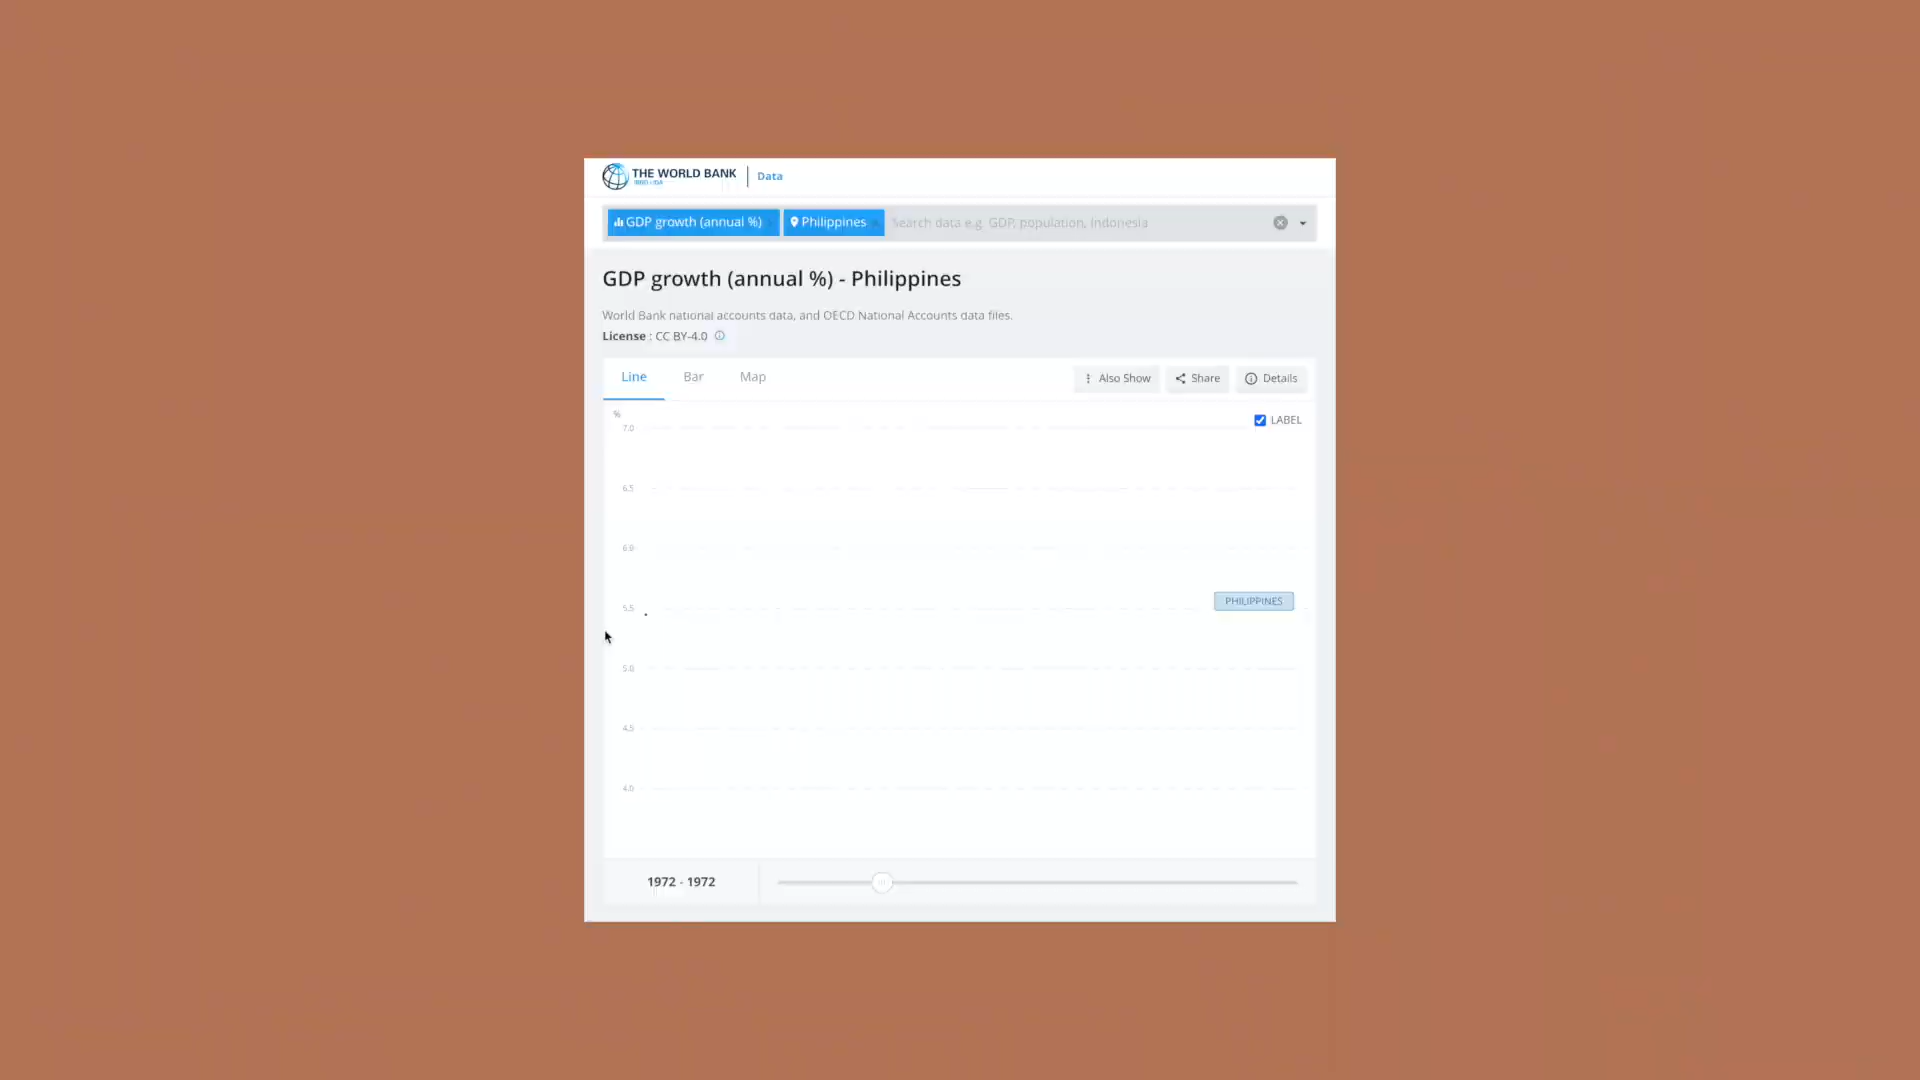 THE WORLD BANK
IBRD • IDA
Data
GDP growth (annual %)
Philippines
Search data e.g. GDP, population, Indonesia
GDP growth (annual %) - Philippines
World Bank national accounts data, and OECD National Accounts data files.
License : CC BY-4.0
Line
Bar
Map
Also Show
Share
Details
%
LABEL
7.0
6.5
6.0
PHILIPPINES
5.5
5.0
4.5
4.0
1972 - 1972